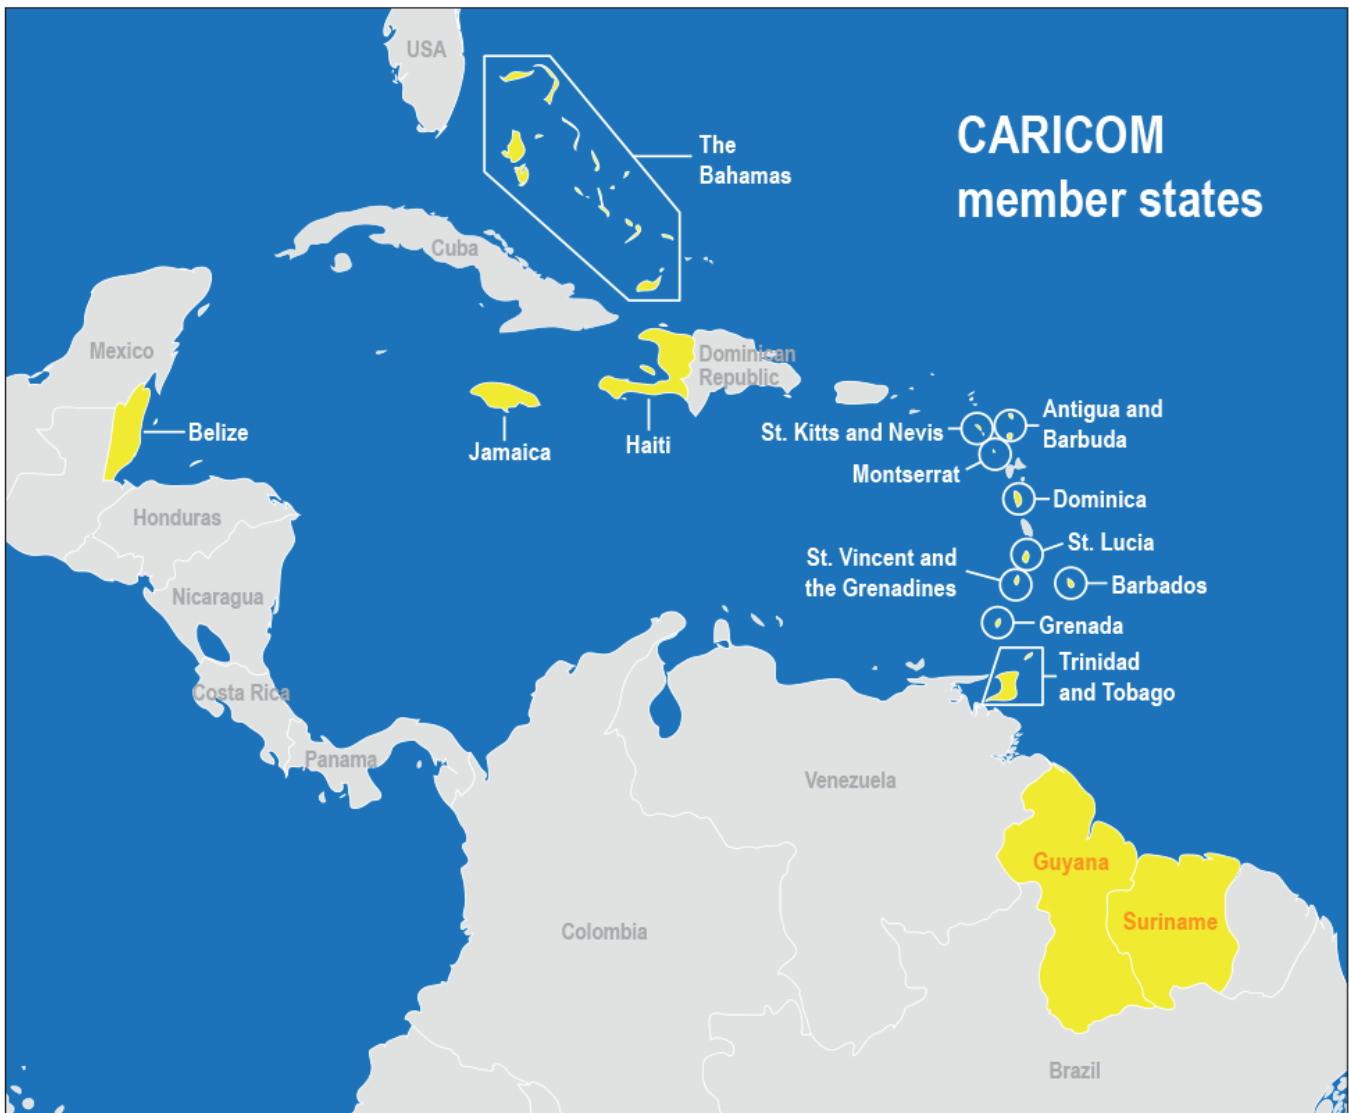 USA
CARICOM
member states
The
Bahamas
Cuba
Mexico
Dominican
Republic
Belize
Jamaica
Haiti
St. Kitts and Nevis
Antigua and
Barbuda
Montserrat
Dominica
Honduras
St. Lucia
St. Vincent and
the Grenadines
Barbados
Nicaragua
Grenada
Trinidad
and Tobago
Costa Rica
Panama
Venezuela
Guyana
Suriname
Colombia
Brazil